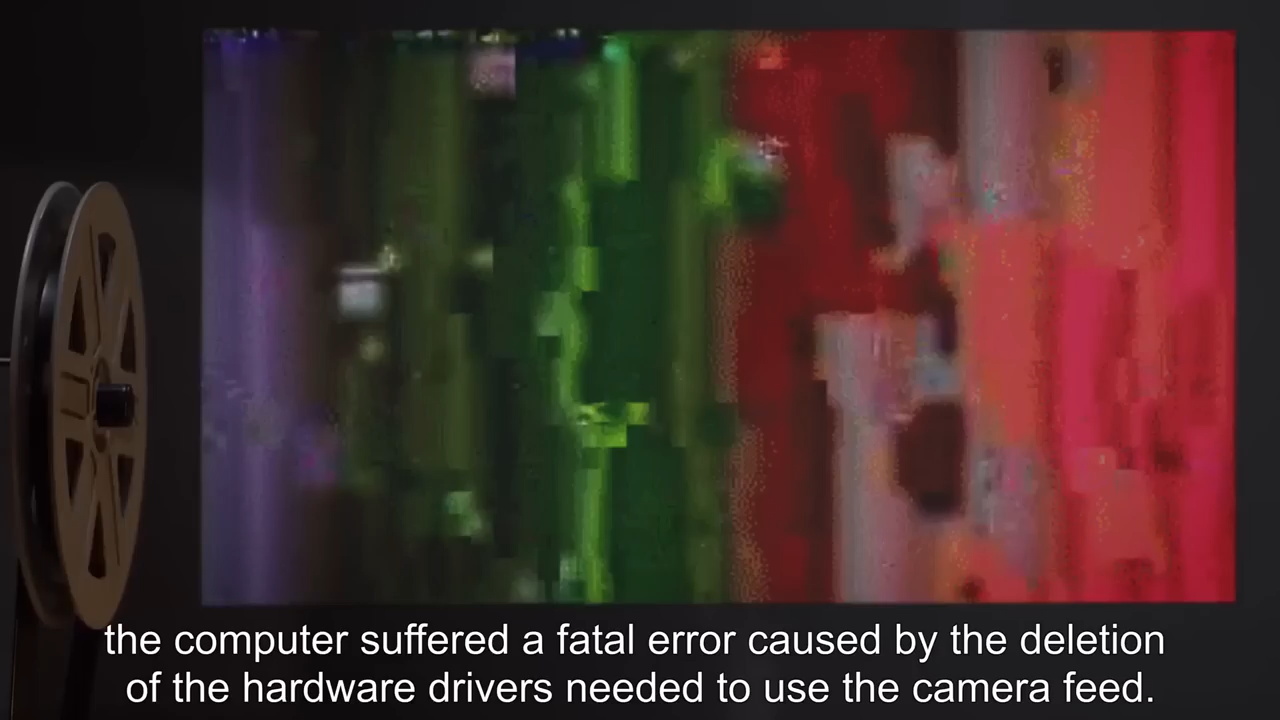 the computer suffered a fatal error caused by the deletion
of the hardware drivers needed to use the camera feed.